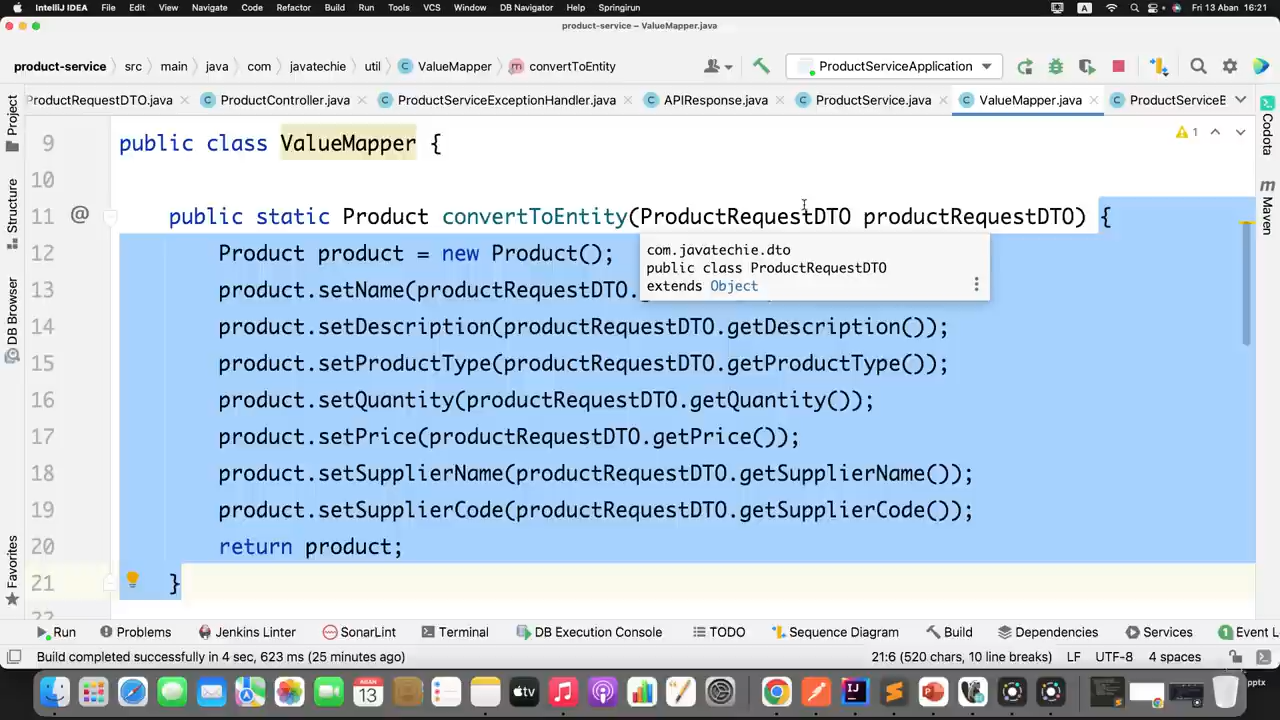 IntelliJ IDEA File Edit View Navigate Code Refactor Build Run Tools VCS Window DB Navigator Help Springirun Fri 13 Aban 16:21
product-service – ValueMapper.java
product-service src main java com javatechie util ValueMapper convertToEntity ProductServiceApplication
ProductRequestDTO.java ProductController.java ProductServiceExceptionHandler.java APIResponse.java ProductService.java ValueMapper.java ProductServiceE
Project
Structure
DB Browser
Favorites
Codota
Maven
1
9 public class ValueMapper {
10
11 @ public static Product convertToEntity(ProductRequestDTO productRequestDTO) {
12 Product product = new Product();
com.javatechie.dto
public class ProductRequestDTO
extends Object
13 product.setName(productRequestDTO.
14 product.setDescription(productRequestDTO.getDescription());
15 product.setProductType(productRequestDTO.getProductType());
16 product.setQuantity(productRequestDTO.getQuantity());
17 product.setPrice(productRequestDTO.getPrice());
18 product.setSupplierName(productRequestDTO.getSupplierName());
19 product.setSupplierCode(productRequestDTO.getSupplierCode());
20 return product;
21 }
22
Run Problems Jenkins Linter SonarLint Terminal DB Execution Console TODO Sequence Diagram Build Dependencies Services 1 Event L
Build completed successfully in 4 sec, 623 ms (25 minutes ago) 21:6 (520 chars, 10 line breaks) LF UTF-8 4 spaces
13
tv
pptx